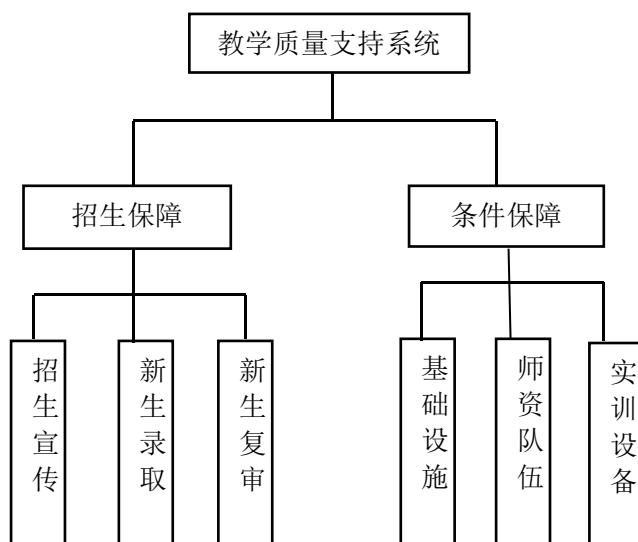 教学质量支持系统
招生保障
条件保障
招生宣传
新生录取
新生复审
基础设施
师资队伍
实训设备